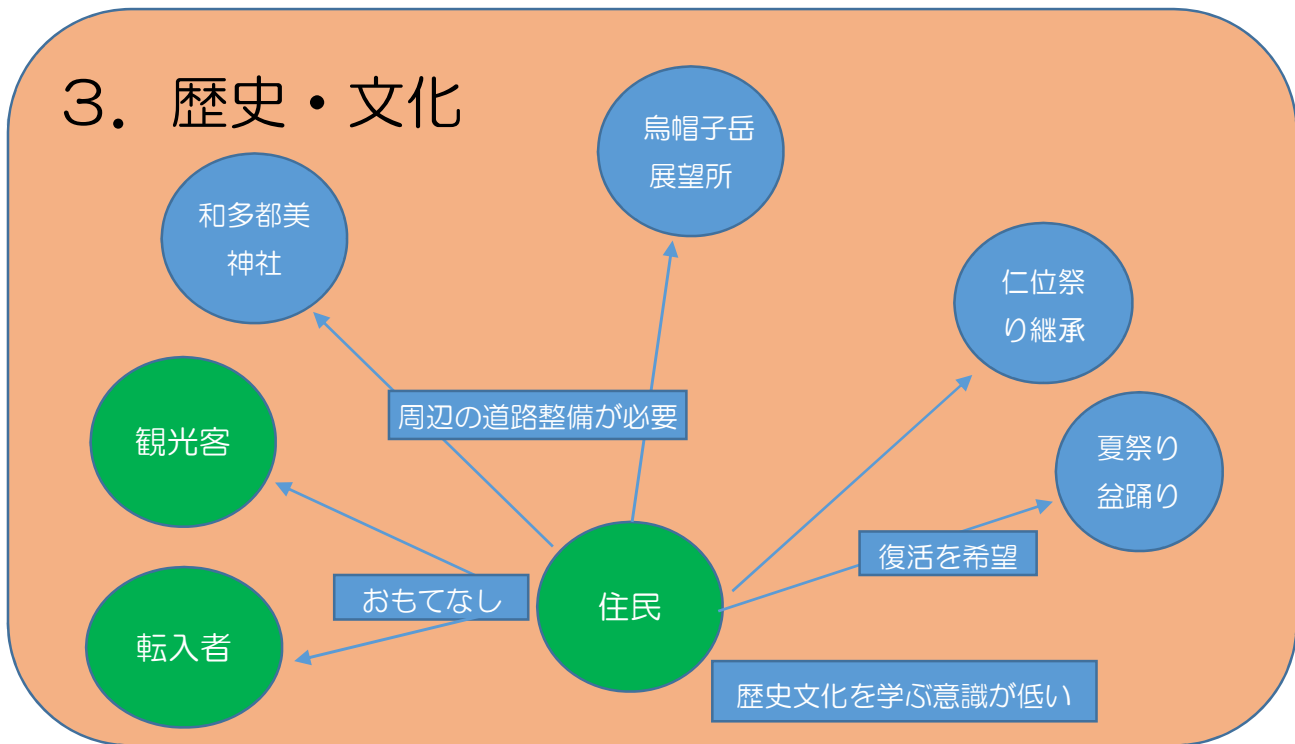 ３．歴史・文化
烏帽子岳
展望所
和多都美
神社
仁位祭
り継承
周辺の道路整備が必要
観光客
夏祭り
盆踊り
復活を希望
おもてなし
住民
転入者
歴史文化を学ぶ意識が低い